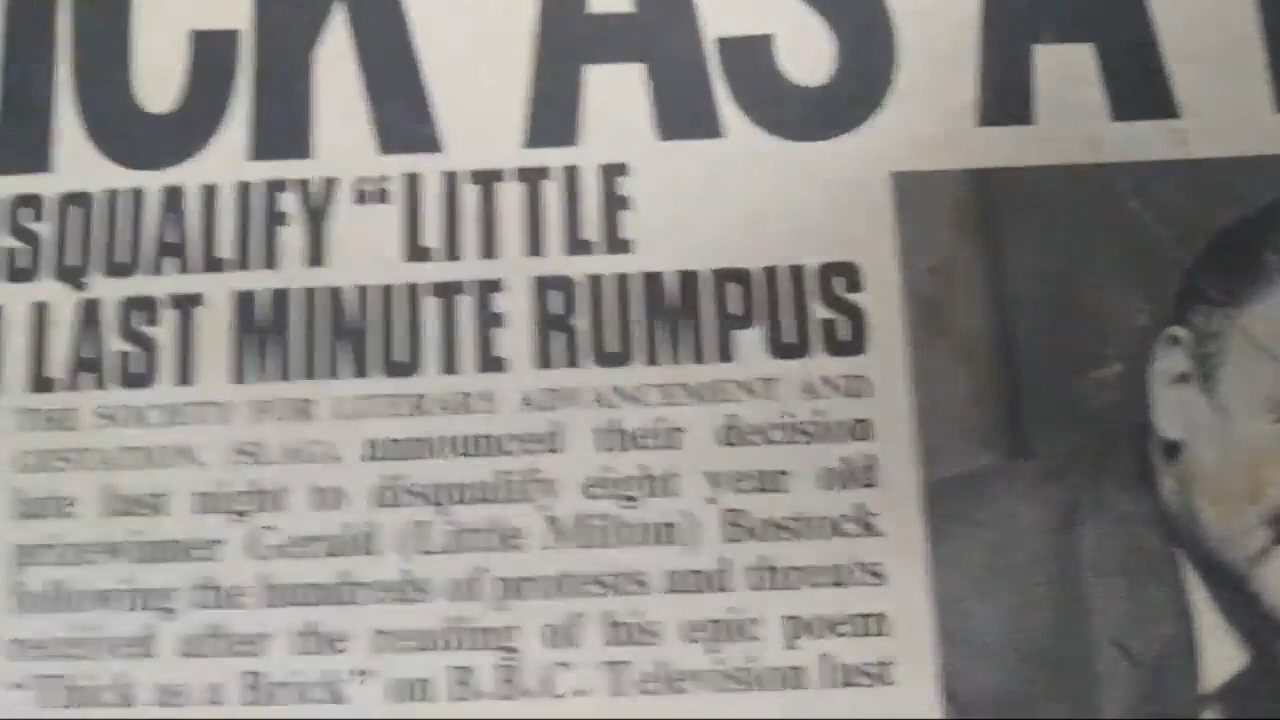 ICK AS A
SQUALIFY “LITTLE
LAST MINUTE RUMPUS
THE SOCIETY FOR LITERARY ADVANCEMENT AND
GESTATION, (SLAG), announced their decision
late last night to disqualify eight year old
prizewinner Gerald (Little Milton) Bostock
following the hundreds of protests and threats
received after the reading of his epic poem
“Thick as a Brick” on B.B.C. Television last